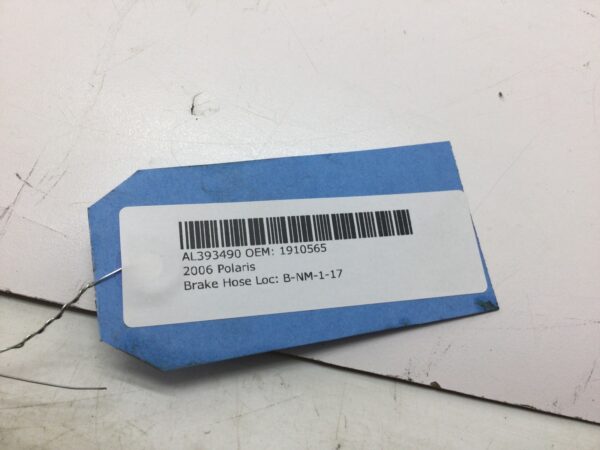 AL393490 OEM: 1910565
2006 Polaris
Brake Hose Loc: B-NM-1-17